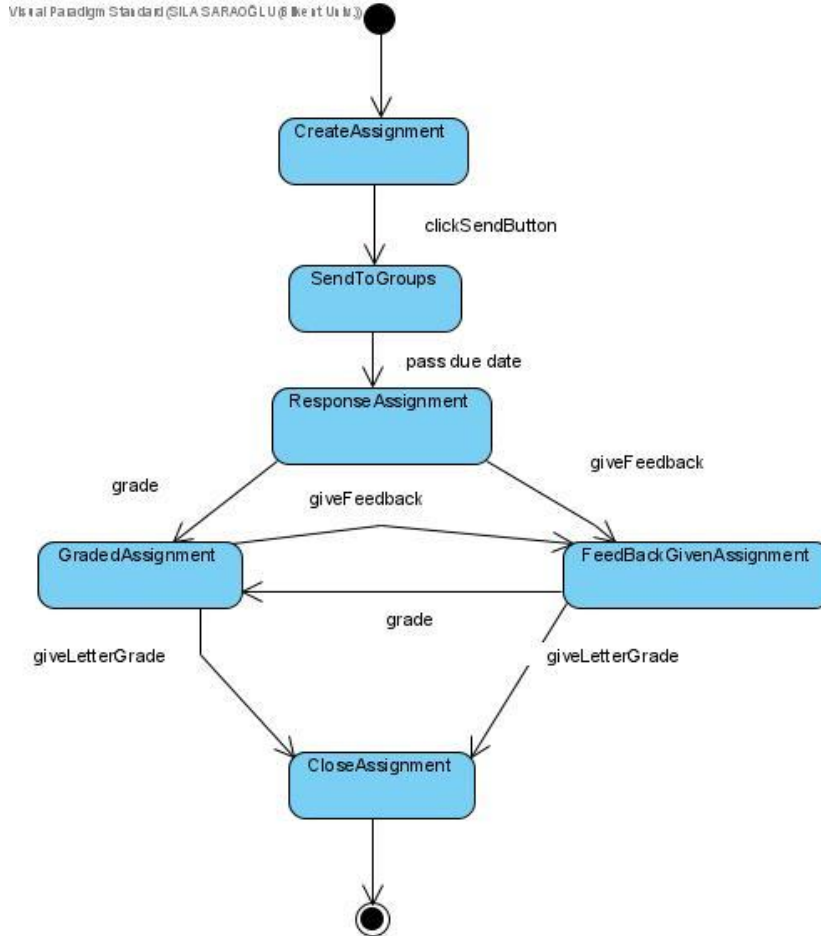 Visual Paradigm Standard (SILA SARAOĞLU (Bilkent Univ.))
CreateAssignment
clickSendButton
SendToGroups
pass due date
ResponseAssignment
giveFeedback
grade
giveFeedback
GradedAssignment
FeedBackGivenAssignment
grade
giveLetterGrade
giveLetterGrade
CloseAssignment